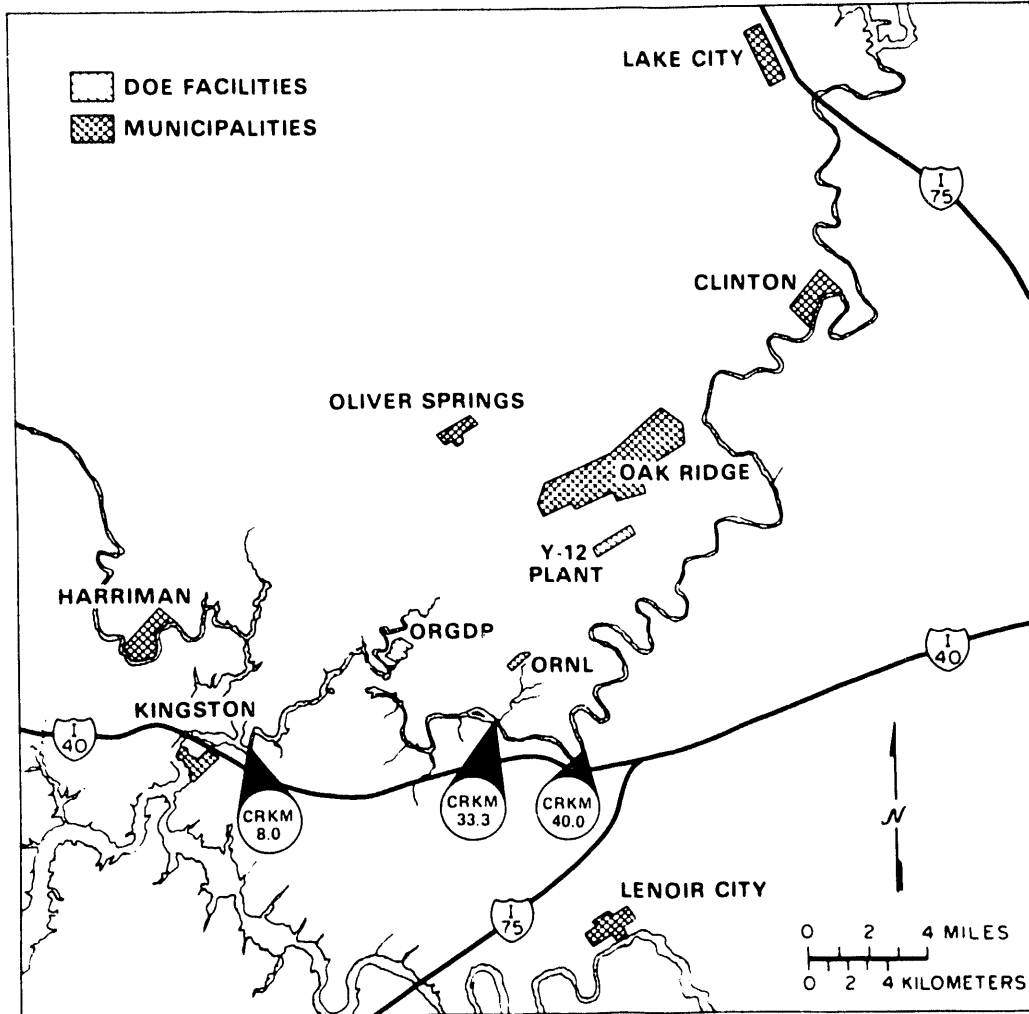 LAKE CITY
DOE FACILITIES
MUNICIPALITIES
I
75
CLINTON
OLIVER SPRINGS
OAK RIDGE
Y-12
PLANT
HARRIMAN
ORGDP
ORNL
I
40
KINGSTON
I
40
CRKM
8.0
CRKM
33.3
CRKM
40.0
N
LENOIR CITY
I
75
0 2 4 MILES
0 2 4 KILOMETERS